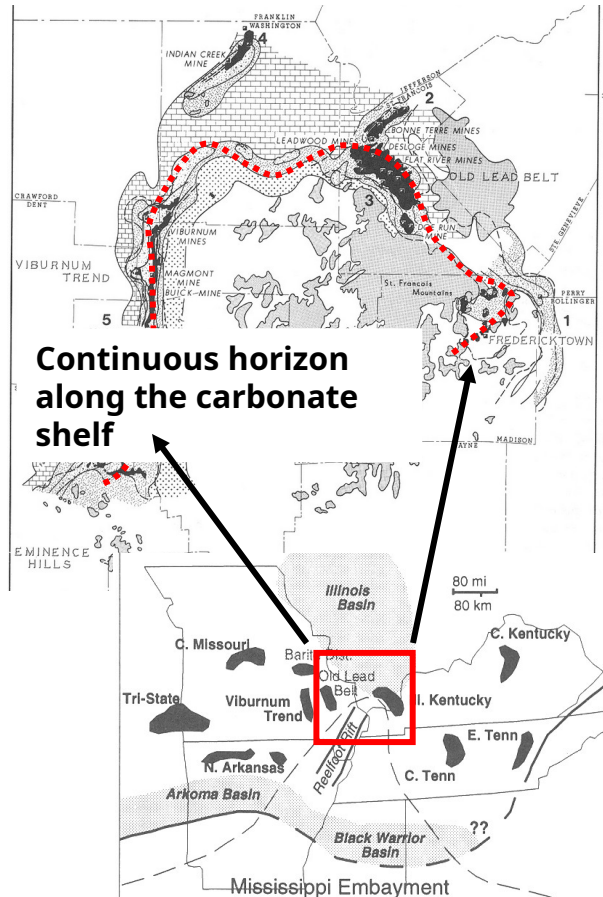 FRANKLIN
WASHINGTON
4
INDIAN CREEK
MINE
JEFFERSON
ST. FRANCOIS
2
BONNE TERRE MINES
LEADWOOD MINES
DESLOGE MINES
FLAT RIVER MINES
OLD LEAD BELT
CRAWFORD
DENT
3
RUN
MINE
STE. GENEVIEVE
VIBURNUM
MINES
VIBURNUM
TREND
MAGMONT
MINE
BUICK MINE
St. Francois
Mountains
PERRY
BOLLINGER
5
1
FREDERICKTOWN
Continuous horizon
along the carbonate
shelf
MADISON
EMINENCE
HILLS
Illinois
Basin
80 mi
80 km
C. Missouri
C. Kentucky
Old Lead
Belt
Tri-State
Viburnum
Trend
Kentucky
E. Tenn
Reelfoot Rift
N. Arkansas
C. Tenn
Arkoma Basin
??
Black Warrior
Basin
Mississippi Embayment